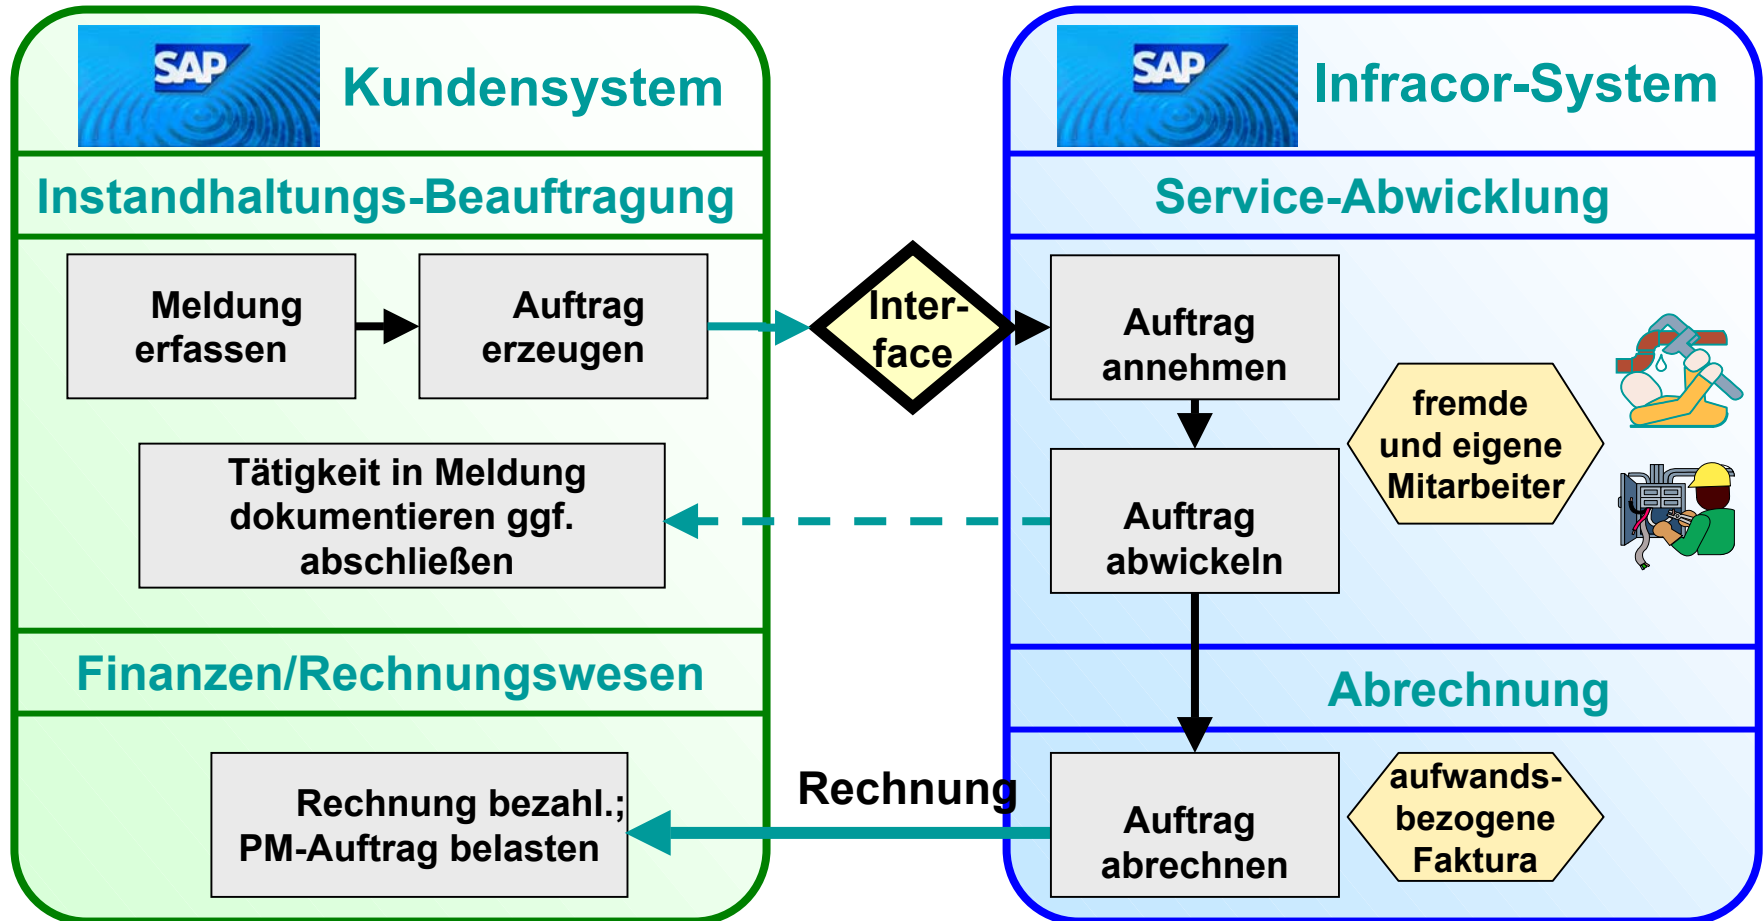 SAP
Kundensystem
Instandhaltungs-Beauftragung
Meldung
erfassen
Auftrag
erzeugen
Tätigkeit in Meldung
dokumentieren ggf.
abschließen
Finanzen/Rechnungswesen
Rechnung bezahl.;
PM-Auftrag belasten
Inter-
face
Rechnung
SAP
Infracor-System
Service-Abwicklung
Auftrag
annehmen
fremde
und eigene
Mitarbeiter
Auftrag
abwickeln
Abrechnung
Auftrag
abrechnen
aufwands-
bezogene
Faktura